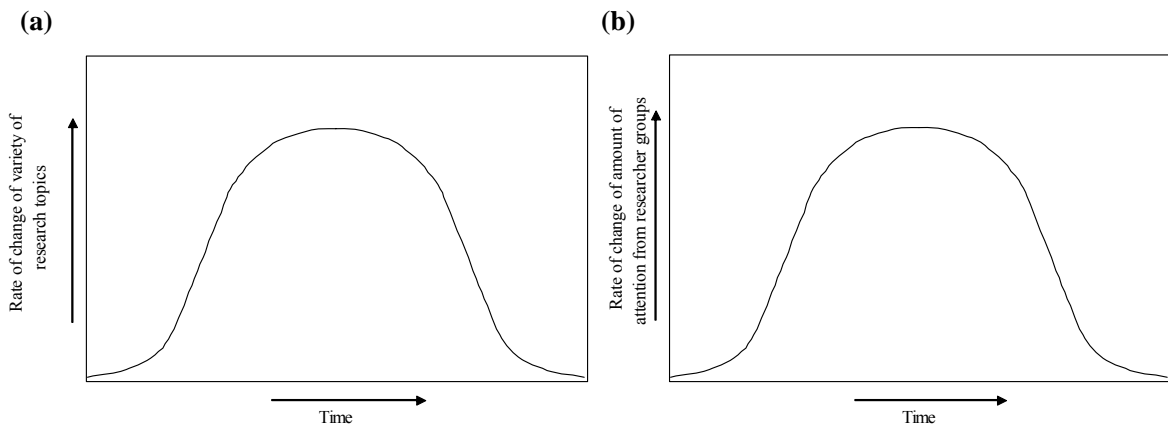 (a)
Rate of change of variety of
research topics
Time
(b)
Rate of change of amount of
attention from researcher groups
Time